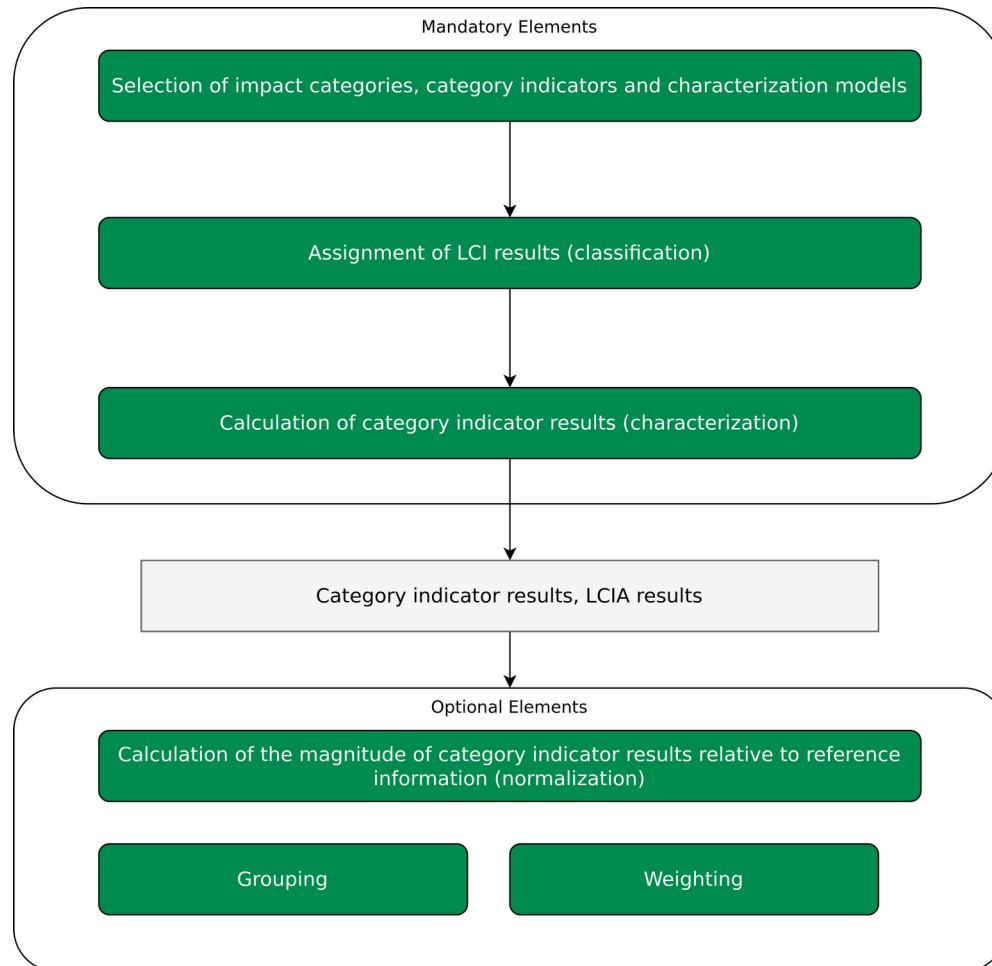 Mandatory Elements
Selection of impact categories, category indicators and characterization models
Assignment of LCI results (classification)
Calculation of category indicator results (characterization)
Category indicator results, LCIA results
Optional Elements
Calculation of the magnitude of category indicator results relative to reference
information (normalization)
Grouping
Weighting